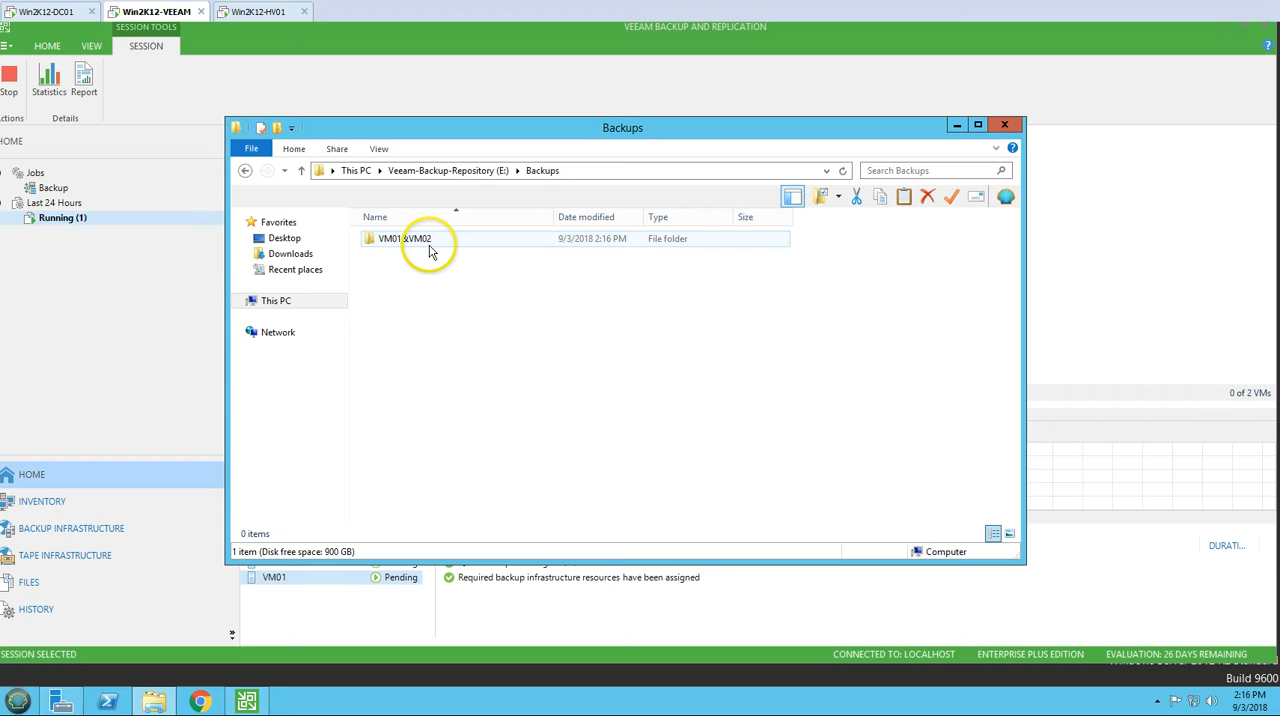 Win2K12-DC01
Win2K12-VEEAM
Win2K12-HV01
SESSION TOOLS
VEEAM BACKUP AND REPLICATION
HOME
VIEW
SESSION
Stop
Statistics
Report
Details
HOME
Jobs
Backup
Last 24 Hours
Running (1)
Backups
File
Home
Share
View
This PC
Veeam-Backup-Repository (E:)
Backups
Search Backups
Name
Date modified
Type
Size
Favorites
Desktop
Downloads
Recent places
This PC
Network
VM01&VM02
9/3/2018 2:16 PM
File folder
0 items
1 item (Disk free space: 900 GB)
Computer
0 of 2 VMs
DURATI...
HOME
INVENTORY
BACKUP INFRASTRUCTURE
TAPE INFRASTRUCTURE
FILES
HISTORY
VM01
Pending
Required backup infrastructure resources have been assigned
SESSION SELECTED
CONNECTED TO: LOCALHOST
ENTERPRISE PLUS EDITION
EVALUATION: 26 DAYS REMAINING
Build 9600
2:16 PM
9/3/2018